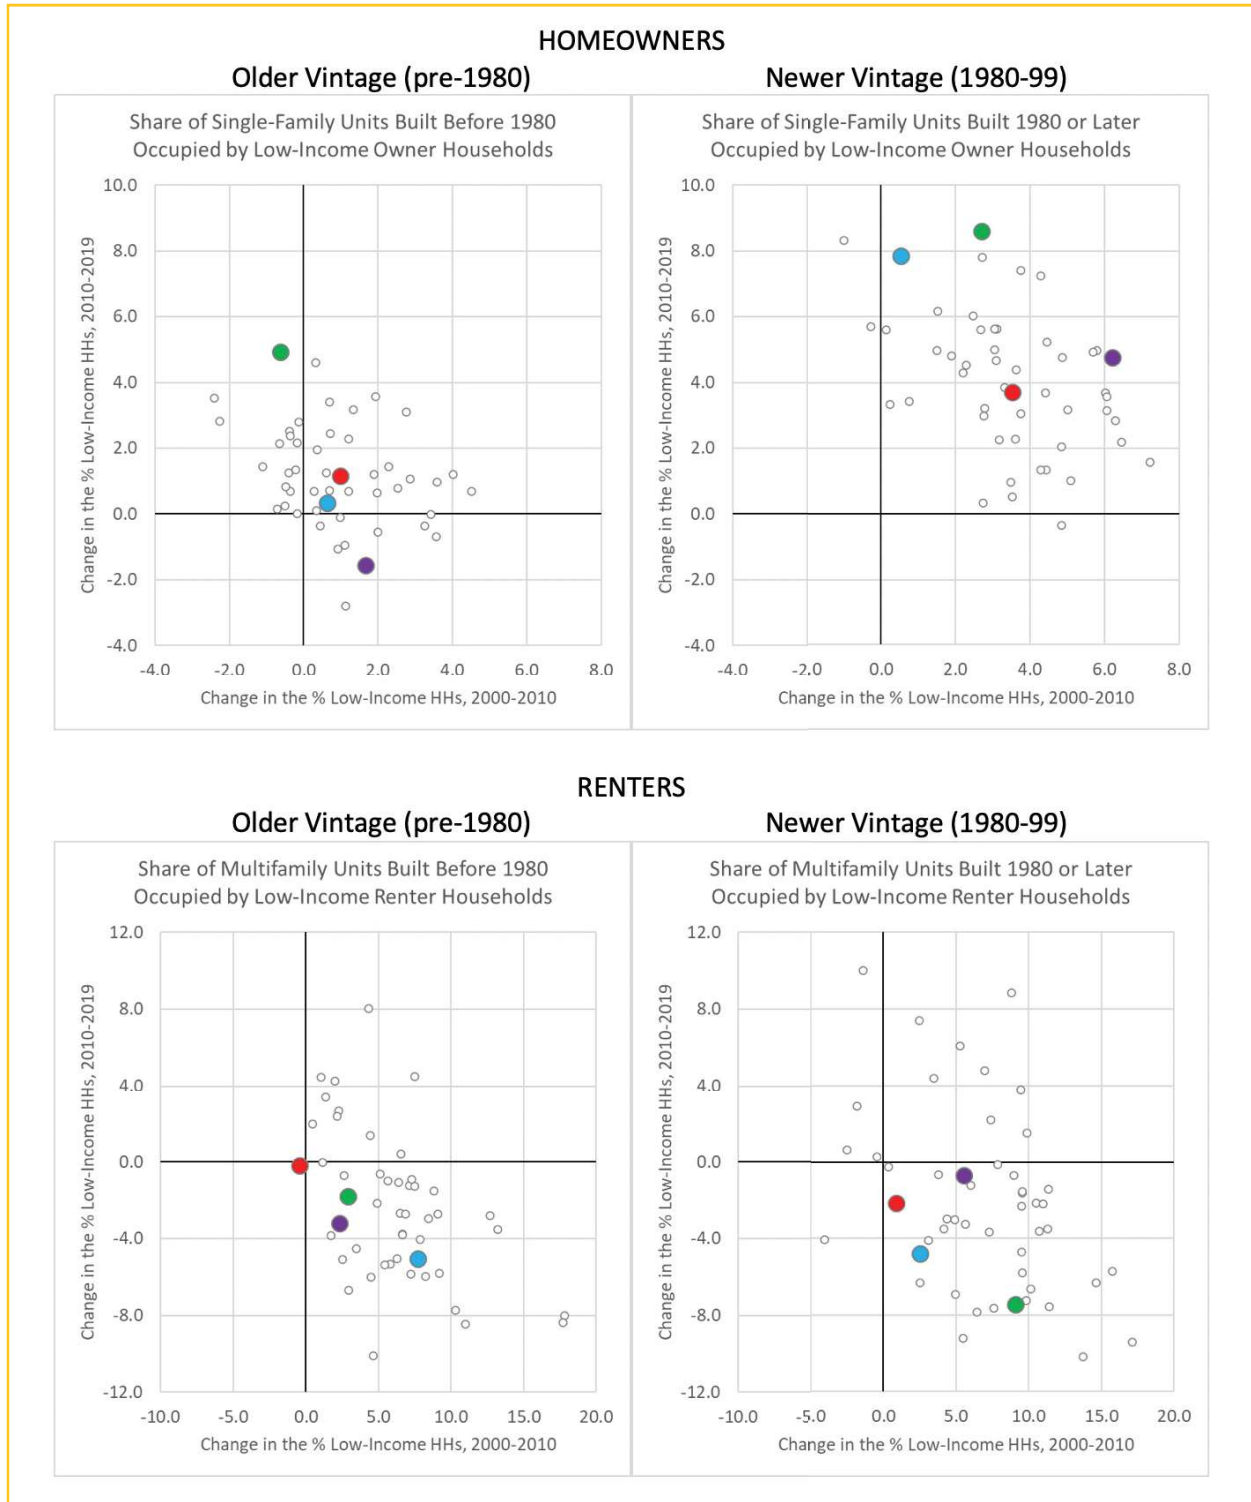 HOMEOWNERS
Older Vintage (pre-1980)
Newer Vintage (1980-99)
Share of Single-Family Units Built Before 1980
Occupied by Low-Income Owner Households
Change in the % Low-Income HHs, 2010-2019
10.0
8.0
6.0
4.0
2.0
0.0
-2.0
-4.0
-4.0 -2.0 0.0 2.0 4.0 6.0 8.0
Change in the % Low-Income HHs, 2000-2010
Share of Single-Family Units Built 1980 or Later
Occupied by Low-Income Owner Households
Change in the % Low-Income HHs, 2010-2019
10.0
8.0
6.0
4.0
2.0
0.0
-2.0
-4.0
-4.0 -2.0 0.0 2.0 4.0 6.0 8.0
Change in the % Low-Income HHs, 2000-2010
RENTERS
Older Vintage (pre-1980)
Newer Vintage (1980-99)
Share of Multifamily Units Built Before 1980
Occupied by Low-Income Renter Households
Change in the % Low-Income HHs, 2010-2019
12.0
8.0
4.0
0.0
-4.0
-8.0
-12.0
-10.0 -5.0 0.0 5.0 10.0 15.0 20.0
Change in the % Low-Income HHs, 2000-2010
Share of Multifamily Units Built 1980 or Later
Occupied by Low-Income Renter Households
Change in the % Low-Income HHs, 2010-2019
12.0
8.0
4.0
0.0
-4.0
-8.0
-12.0
-10.0 -5.0 0.0 5.0 10.0 15.0 20.0
Change in the % Low-Income HHs, 2000-2010